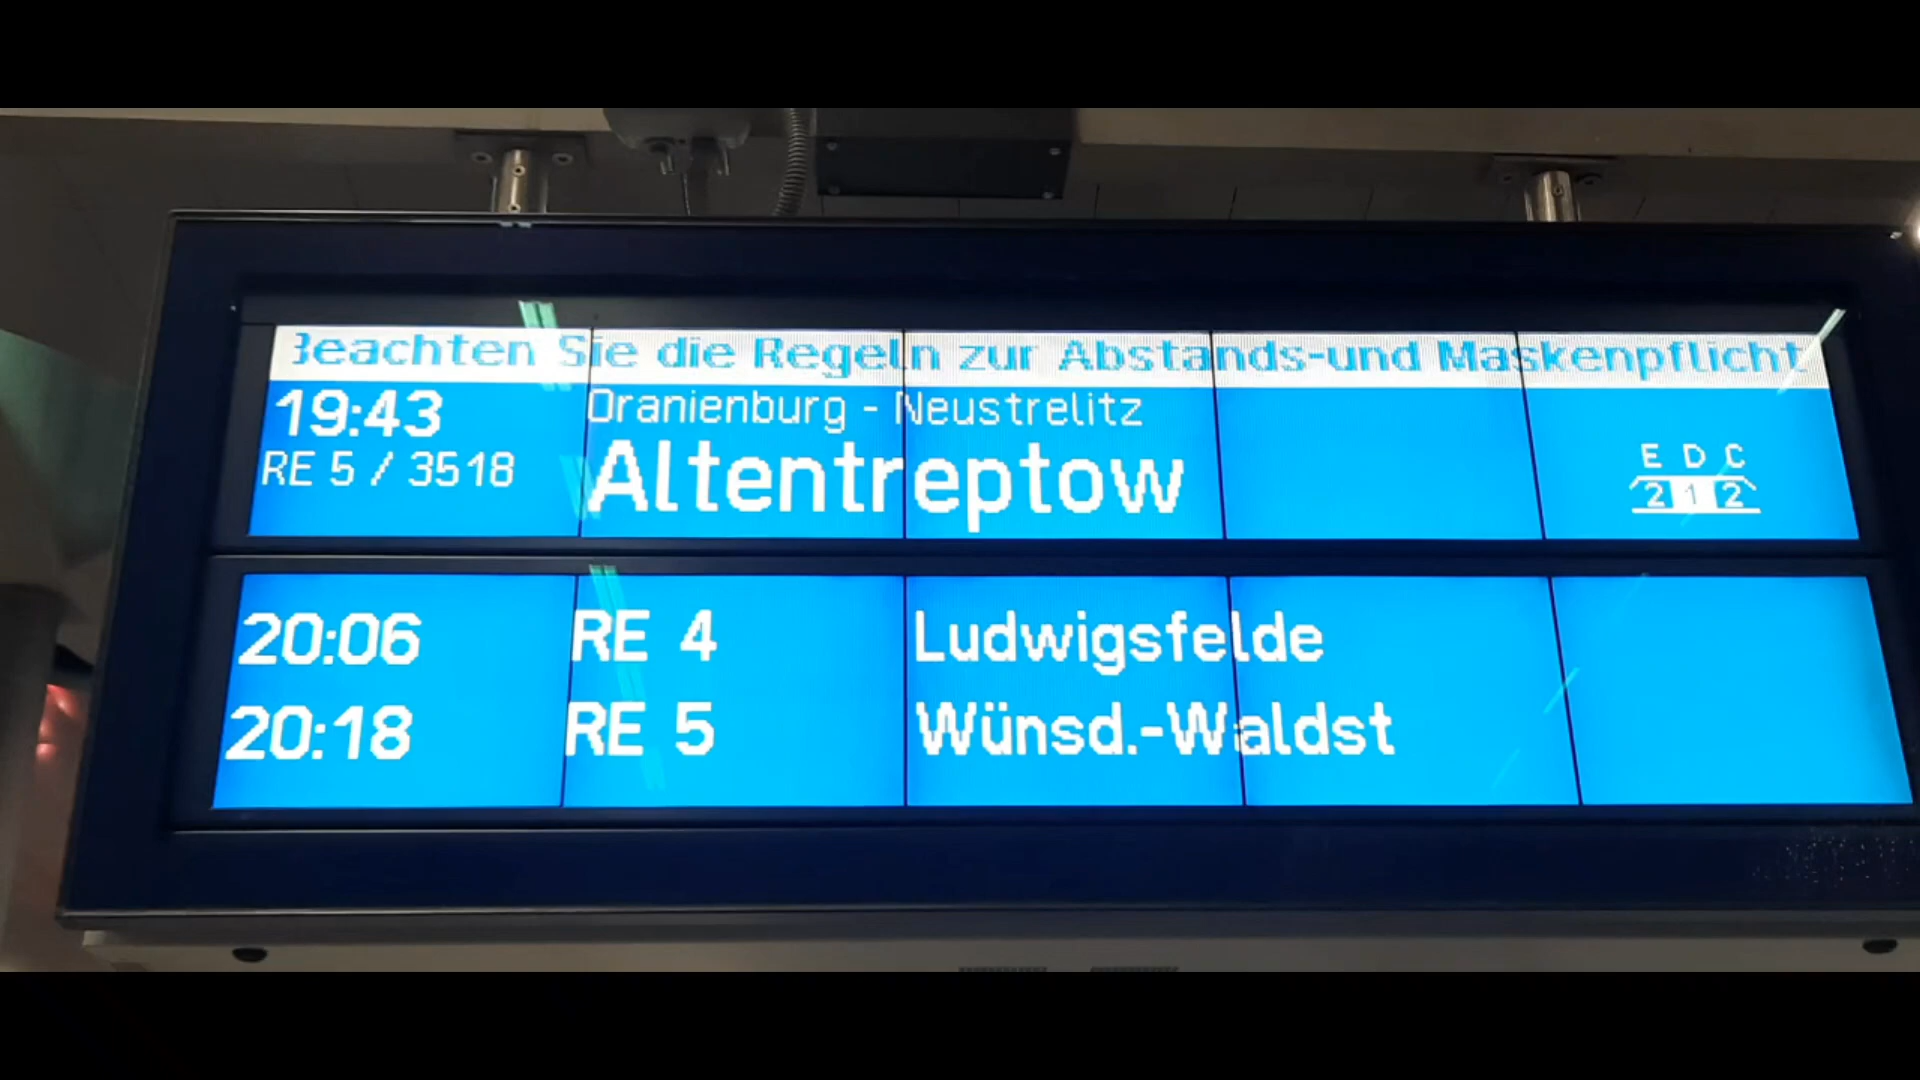 Beachten Sie die Regeln zur Abstands-und Maskenpflicht
19:43
Oranienburg - Neustrelitz
RE 5 / 3518
Altentreptow
E D C
2 1 2
20:06 RE 4 Ludwigsfelde
20:18 RE 5 Wünsd.-Waldst